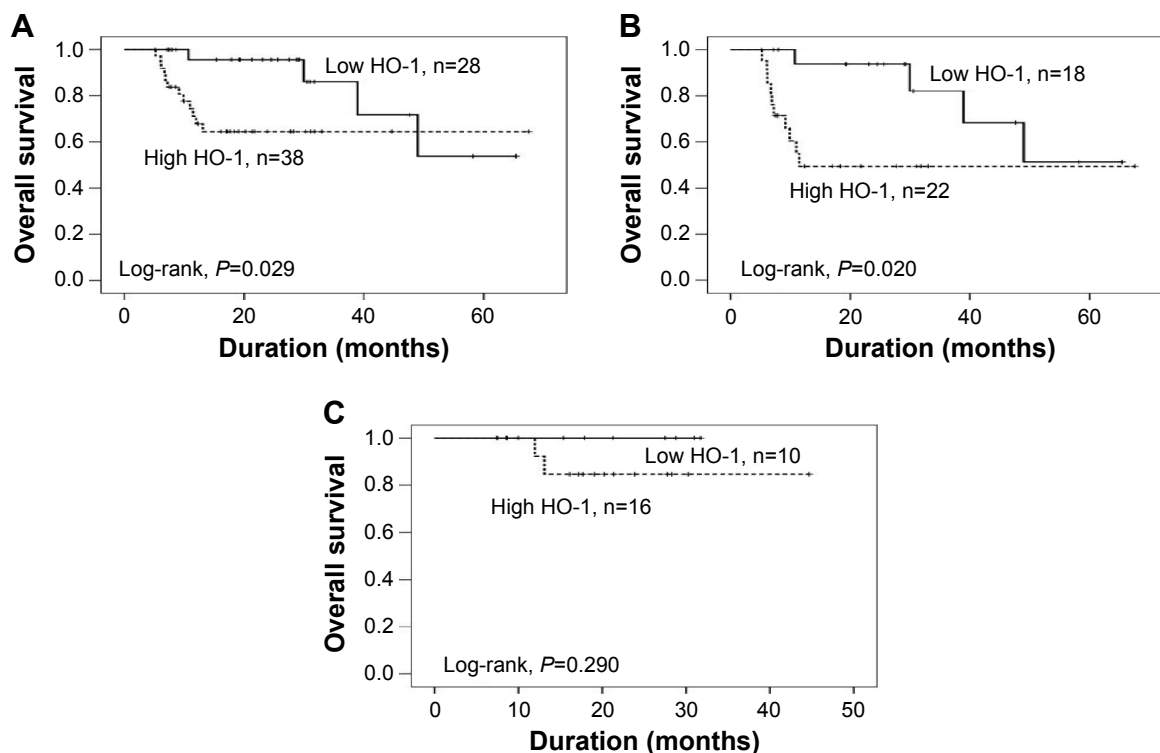 A
Overall survival
1.0
0.8
0.6
0.4
0.2
0.0
Low HO-1, n=28
High HO-1, n=38
Log-rank, P=0.029
0 20 40 60
Duration (months)
B
Overall survival
1.0
0.8
0.6
0.4
0.2
0.0
Low HO-1, n=18
High HO-1, n=22
Log-rank, P=0.020
0 20 40 60
Duration (months)
C
Overall survival
1.0
0.8
0.6
0.4
0.2
0.0
Low HO-1, n=10
High HO-1, n=16
Log-rank, P=0.290
0 10 20 30 40 50
Duration (months)